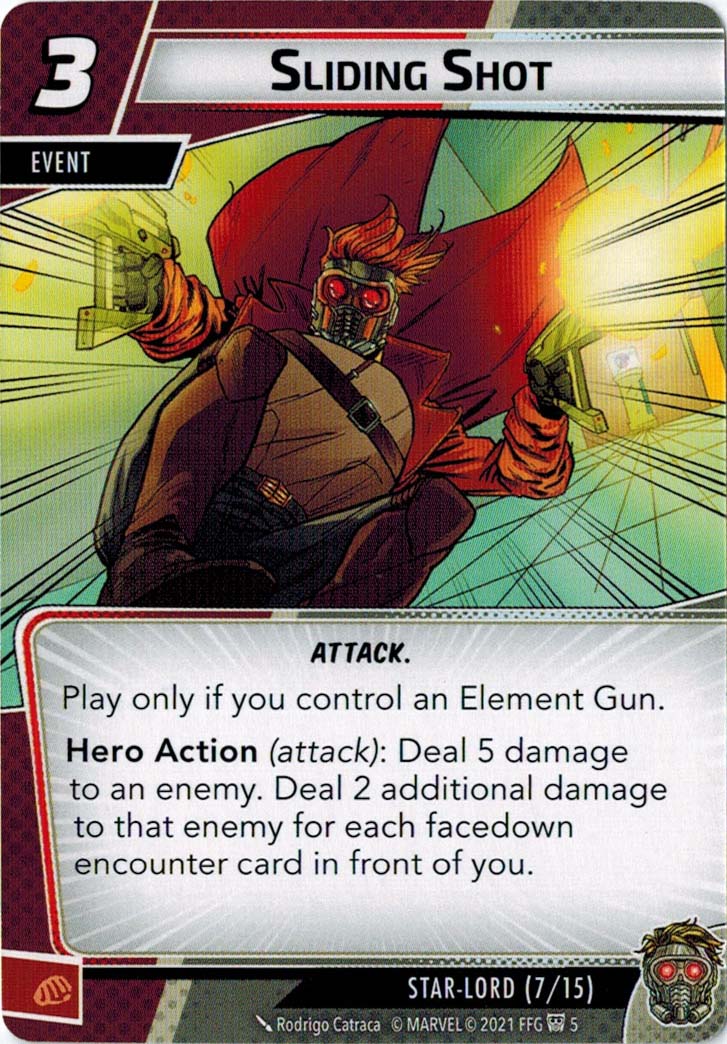 3
SLIDING SHOT
EVENT
ATTACK.
Play only if you control an Element Gun.
Hero Action (attack): Deal 5 damage
to an enemy. Deal 2 additional damage
to that enemy for each facedown
encounter card in front of you.
STAR-LORD (7/15)
Rodrigo Catraca © MARVEL © 2021 FFG 5